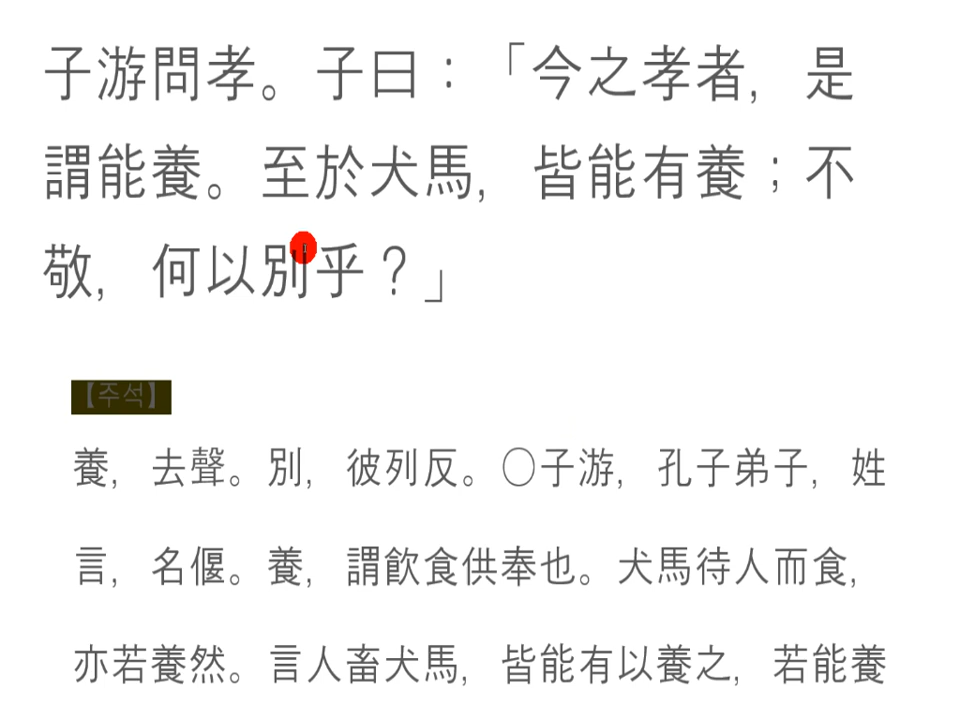 子游問孝。子曰：「今之孝者，是
謂能養。至於犬馬，皆能有養；不
敬，何以別乎？」
【주석】
養，去聲。別，彼列反。○子游，孔子弟子，姓
言，名偃。養，謂飲食供奉也。犬馬待人而食，
亦若養然。言人畜犬馬，皆能有以養之，若能養